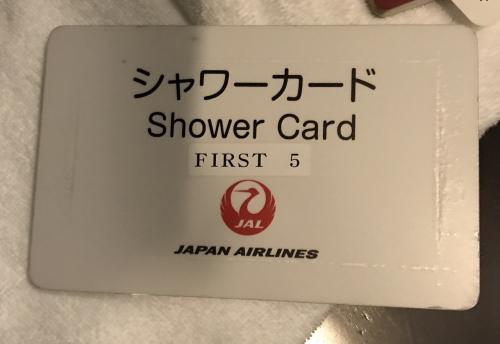 シャワーカード
Shower Card
FIRST 5
JAL
JAPAN AIRLINES